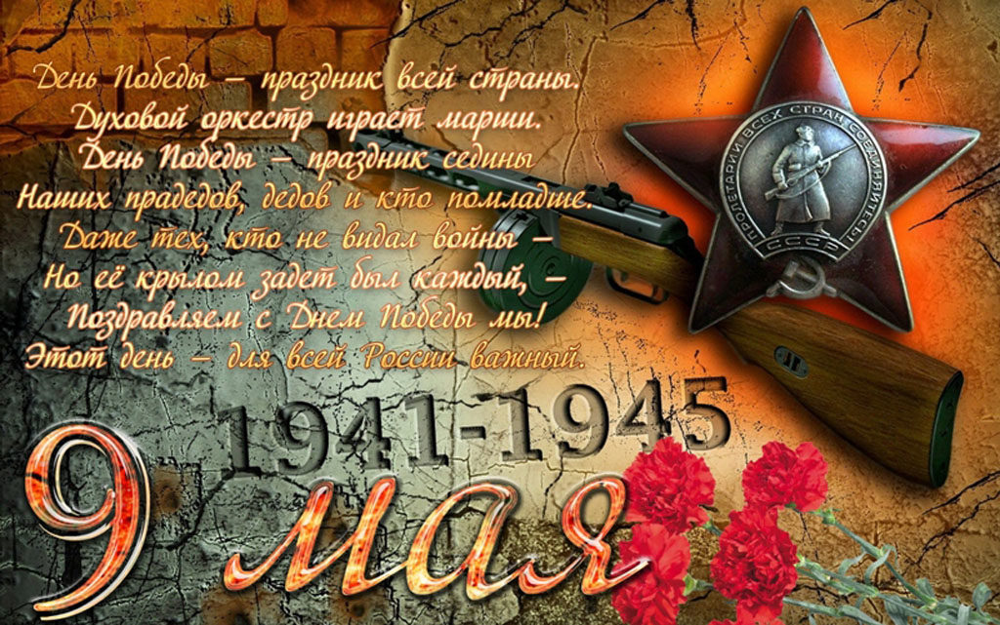 День Победы – праздник всей страны.
Духовой оркестр играет марши.
День Победы – праздник седины
Наших прадедов, дедов и кто помладше.
Даже тех, кто не видал войны –
Но её крылом задет был каждый, –
Поздравляем с Днем Победы мы!
Этот день – для всей России важный.
1941-1945
9 мая
ПРОЛЕТАРИИ ВСЕХ СТРАН, СОЕДИНЯЙТЕСЬ!
СССР